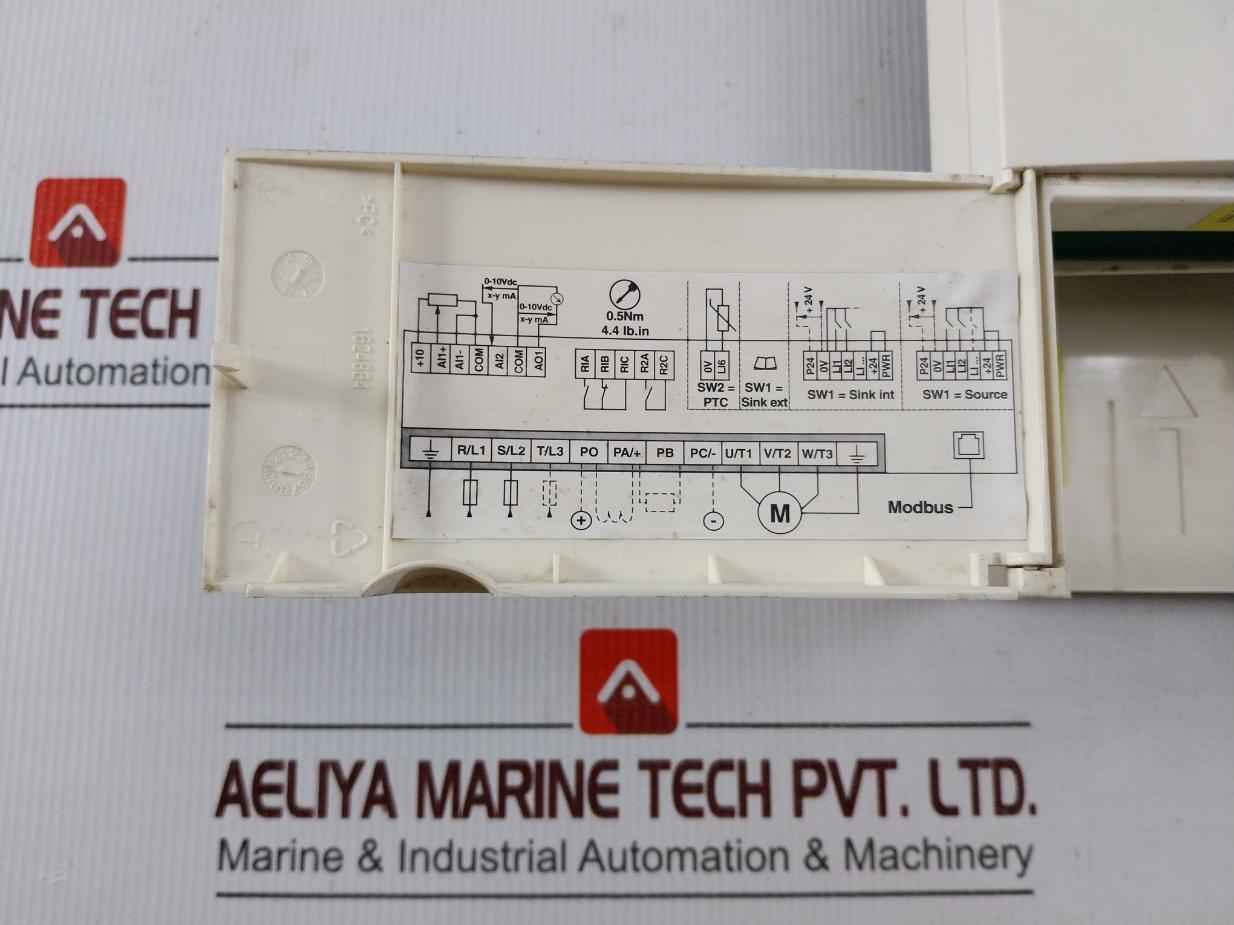 0-10Vdc
x-y mA
0-10Vdc
x-y mA
0.5Nm
4.4 lb.in
+10 AI1+ AI1- COM AI2 COM AO1
R1A R1B R1C R2A R2C
0V LI6
SW2 = PTC
SW1 = Sink ext
+24 V
P24 0V LI1 LI2 LI... +24 PWR
SW1 = Sink int
+24 V
P24 0V LI1 LI2 LI... +24 PWR
SW1 = Source
R/L1 S/L2 T/L3 PO PA/+ PB PC/- U/T1 V/T2 W/T3
+ - M
Modbus
NE TECH
l Automation
AELIYA MARINE TECH PVT. LTD.
Marine & Industrial Automation & Machinery